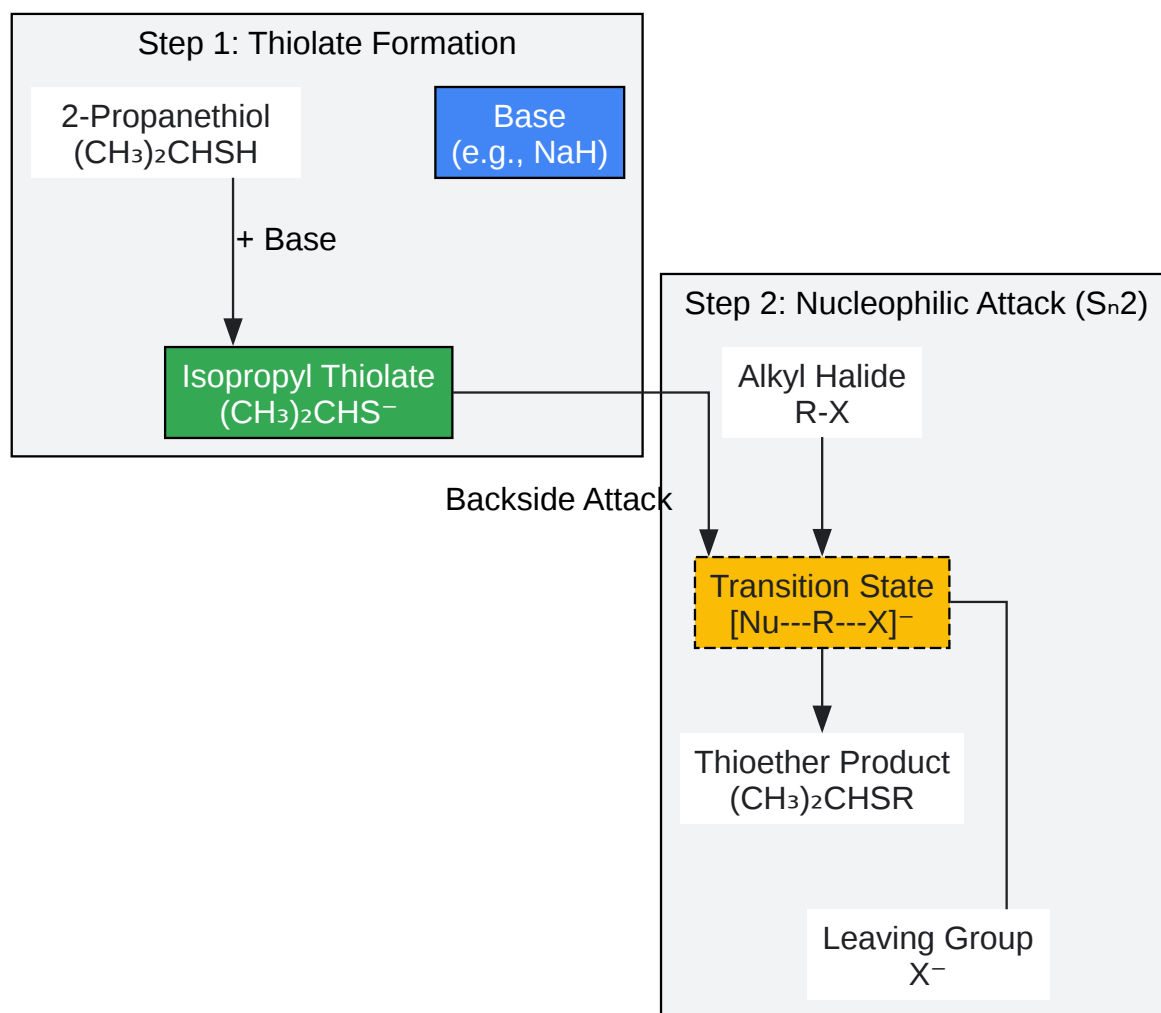 Step 1: Thiolate Formation
2-Propanethiol
(CH₃)₂CHSH
Base
(e.g., NaH)
+ Base
Isopropyl Thiolate
(CH₃)₂CHS⁻
Step 2: Nucleophilic Attack (Sₙ2)
Alkyl Halide
R-X
Backside Attack
Transition State
[Nu---R---X]⁻
Thioether Product
(CH₃)₂CHSR
Leaving Group
X⁻